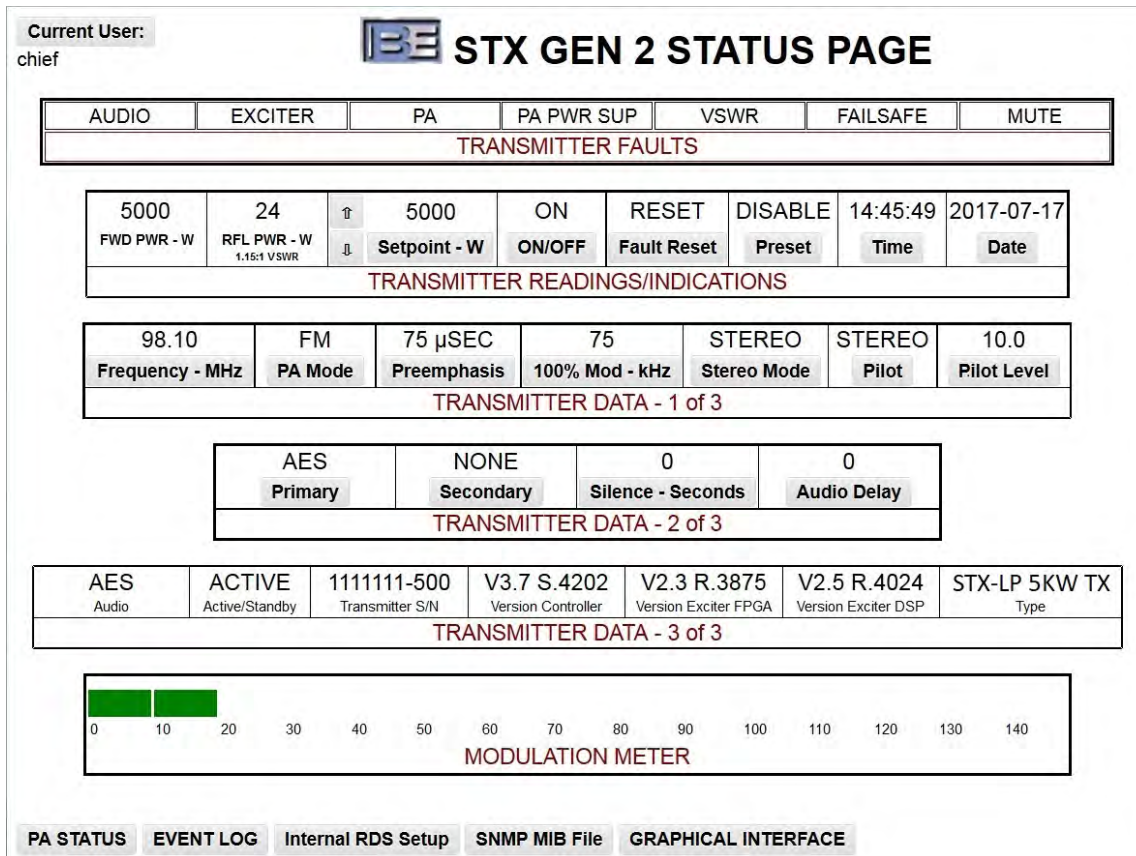 Current User:
chief
BE STX GEN 2 STATUS PAGE
AUDIO EXCITER PA PA PWR SUP VSWR FAILSAFE MUTE
TRANSMITTER FAULTS
5000 24 ⇑ 5000 ON RESET DISABLE 14:45:49 2017-07-17
FWD PWR - W RFL PWR - W ⇓ Setpoint - W ON/OFF Fault Reset Preset Time Date
1.15:1 VSWR
TRANSMITTER READINGS/INDICATIONS
98.10 FM 75 µSEC 75 STEREO STEREO 10.0
Frequency - MHz PA Mode Preemphasis 100% Mod - kHz Stereo Mode Pilot Pilot Level
TRANSMITTER DATA - 1 of 3
AES NONE 0 0
Primary Secondary Silence - Seconds Audio Delay
TRANSMITTER DATA - 2 of 3
AES ACTIVE 1111111-500 V3.7 S.4202 V2.3 R.3875 V2.5 R.4024 STX-LP 5KW TX
Audio Active/Standby Transmitter S/N Version Controller Version Exciter FPGA Version Exciter DSP Type
TRANSMITTER DATA - 3 of 3
0 10 20 30 40 50 60 70 80 90 100 110 120 130 140
MODULATION METER
PA STATUS EVENT LOG Internal RDS Setup SNMP MIB File GRAPHICAL INTERFACE